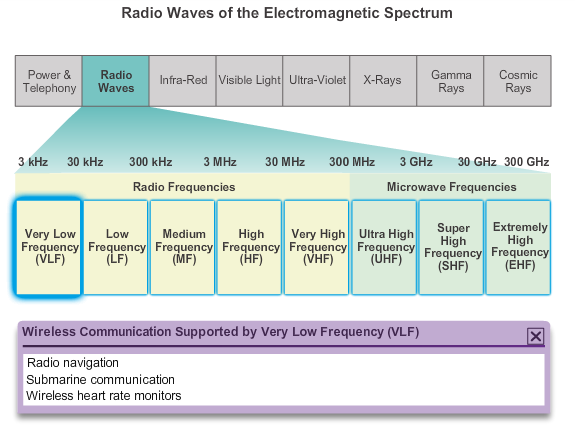 Radio Waves of the Electromagnetic Spectrum
Power & Telephony
Radio Waves
Infra-Red
Visible Light
Ultra-Violet
X-Rays
Gamma Rays
Cosmic Rays
3 kHz 30 kHz 300 kHz 3 MHz 30 MHz 300 MHz 3 GHz 30 GHz 300 GHz
Radio Frequencies
Microwave Frequencies
Very Low
Frequency
(VLF)
Low
Frequency
(LF)
Medium
Frequency
(MF)
High
Frequency
(HF)
Very High
Frequency
(VHF)
Ultra High
Frequency
(UHF)
Super
High
Frequency
(SHF)
Extremely
High
Frequency
(EHF)
Wireless Communication Supported by Very Low Frequency (VLF)
Radio navigation
Submarine communication
Wireless heart rate monitors